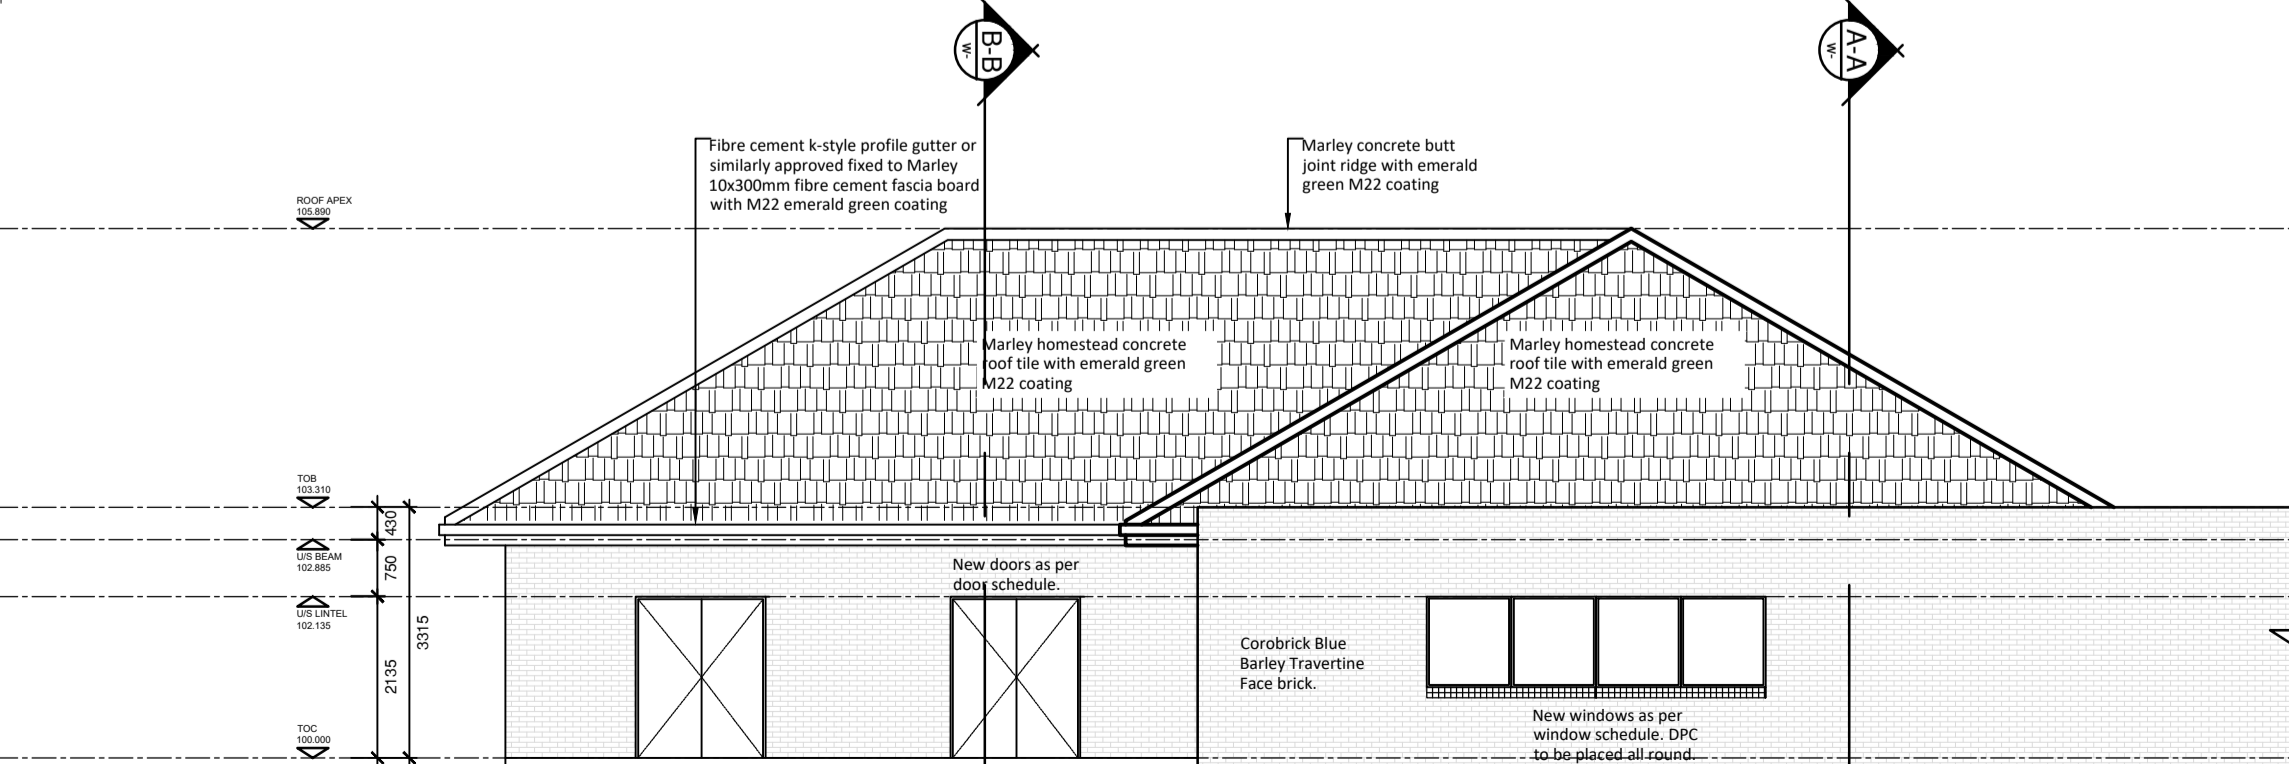 B-B
W-
A-A
W-
Fibre cement k-style profile gutter or
similarly approved fixed to Marley
10x300mm fibre cement fascia board
with M22 emerald green coating
Marley concrete butt
joint ridge with emerald
green M22 coating
ROOF APEX
105.890
Marley homestead concrete
roof tile with emerald green
M22 coating
Marley homestead concrete
roof tile with emerald green
M22 coating
TOB
103.310
430
U/S BEAM
102.885
750
New doors as per
door schedule.
U/S LINTEL
102.135
3315
2135
Corobrick Blue
Barley Travertine
Face brick.
New windows as per
window schedule. DPC
to be placed all round.
TOC
100.000